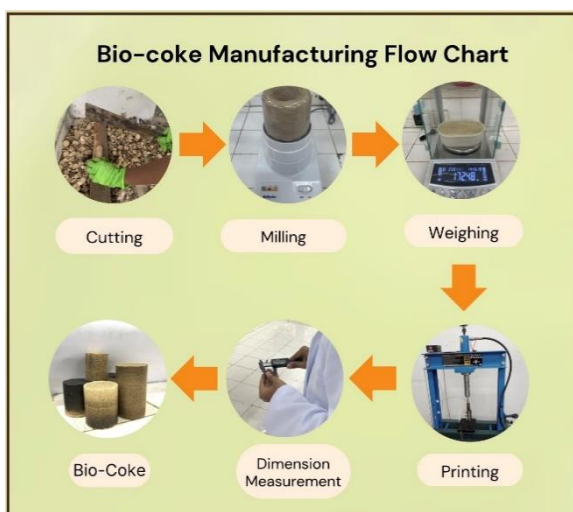 Bio-coke Manufacturing Flow Chart
Cutting
Milling
Weighing
Bio-Coke
Dimension
Measurement
Printing